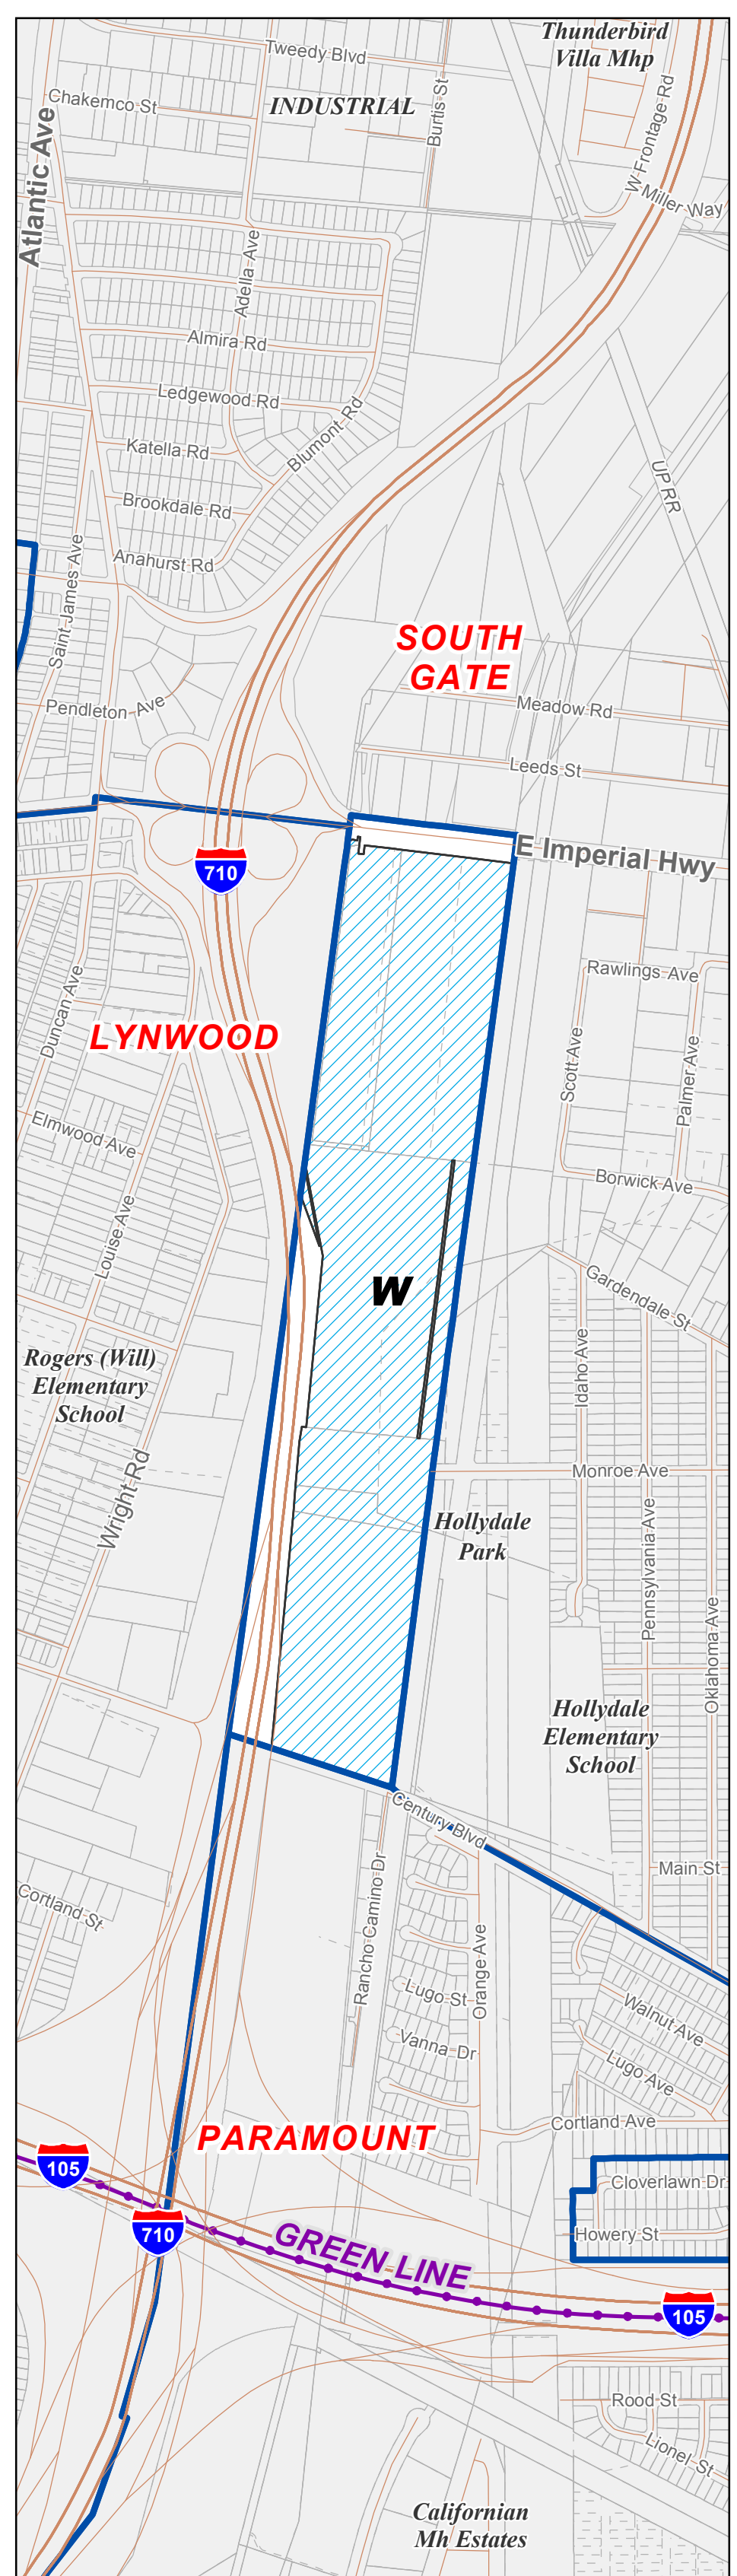 Thunderbird
Villa Mhp
Tweedy Blvd
INDUSTRIAL
Chakemco St
Burtis St
W Frontage Rd
Atlantic Ave
Miller Way
Adella Ave
Almira Rd
Ledgewood Rd
Blumont Rd
Katella Rd
UP RR
Brookdale Rd
Anahurst Rd
Saint James Ave
SOUTH
GATE
Pendleton Ave
Meadow Rd
Leeds St
E Imperial Hwy
710
Rawlings Ave
Duncan Ave
LYNWOOD
Scott Ave
Palmer Ave
Elmwood Ave
Borwick Ave
Louise Ave
W
Gardendale St
Idaho Ave
Rogers (Will)
Elementary
School
Monroe Ave
Wright Rd
Hollydale
Park
Pennsylvania Ave
Oklahoma Ave
Hollydale
Elementary
School
Century Blvd
Main St
Cortland St
Rancho Camino Dr
Orange Ave
Lugo St
Walnut Ave
Vanna Dr
Lugo Ave
Cortland Ave
PARAMOUNT
105
Cloverlawn Dr
710
Howery St
GREEN LINE
105
Rood St
Lionel St
Californian
Mh Estates